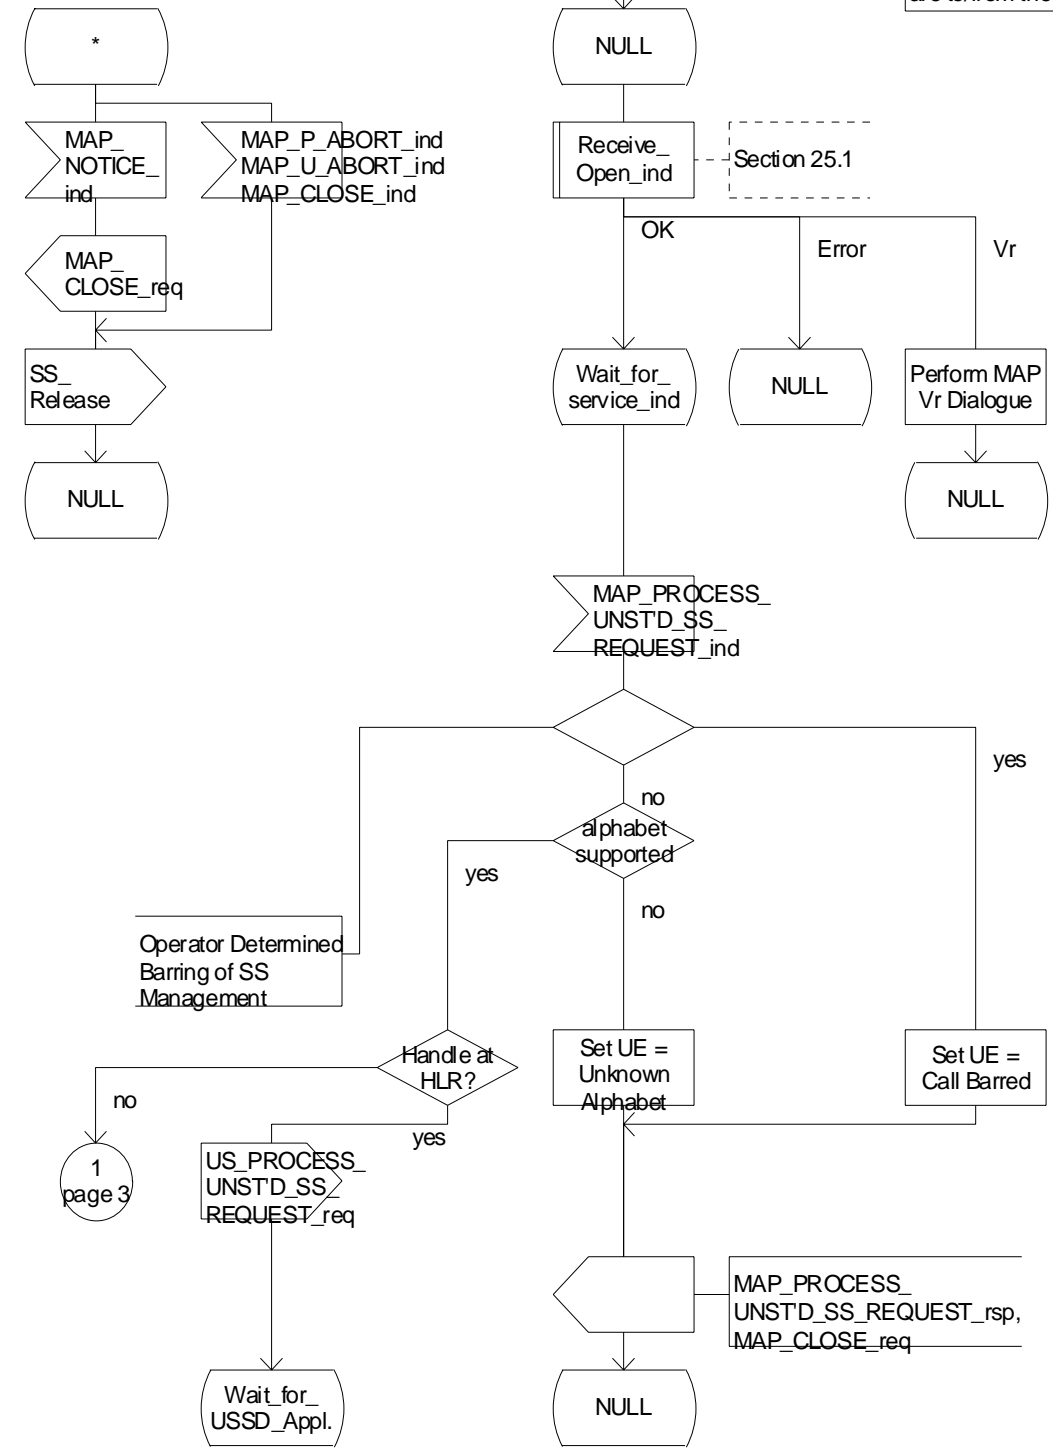 *
NULL
MAP_
NOTICE_
ind
MAP_P_ABORT_ind
MAP_U_ABORT_ind
MAP_CLOSE_ind
Receive_
Open_ind
Section 25.1
OK
Error
Vr
MAP_
CLOSE_req
SS_
Release
Wait_for_
service_ind
NULL
Perform MAP
Vr Dialogue
NULL
NULL
MAP_PROCESS_
UNST'D_SS_
REQUEST_ind
yes
no
alphabet
supported
yes
no
Operator Determined
Barring of SS
Management
Handle at
HLR?
Set UE =
Unknown
Alphabet
Set UE =
Call Barred
no
yes
1
page 3
US_PROCESS_
UNST'D_SS_
REQUEST_req
MAP_PROCESS_
UNST'D_SS_REQUEST_rsp,
MAP_CLOSE_req
Wait_for_
USSD_Appl.
NULL